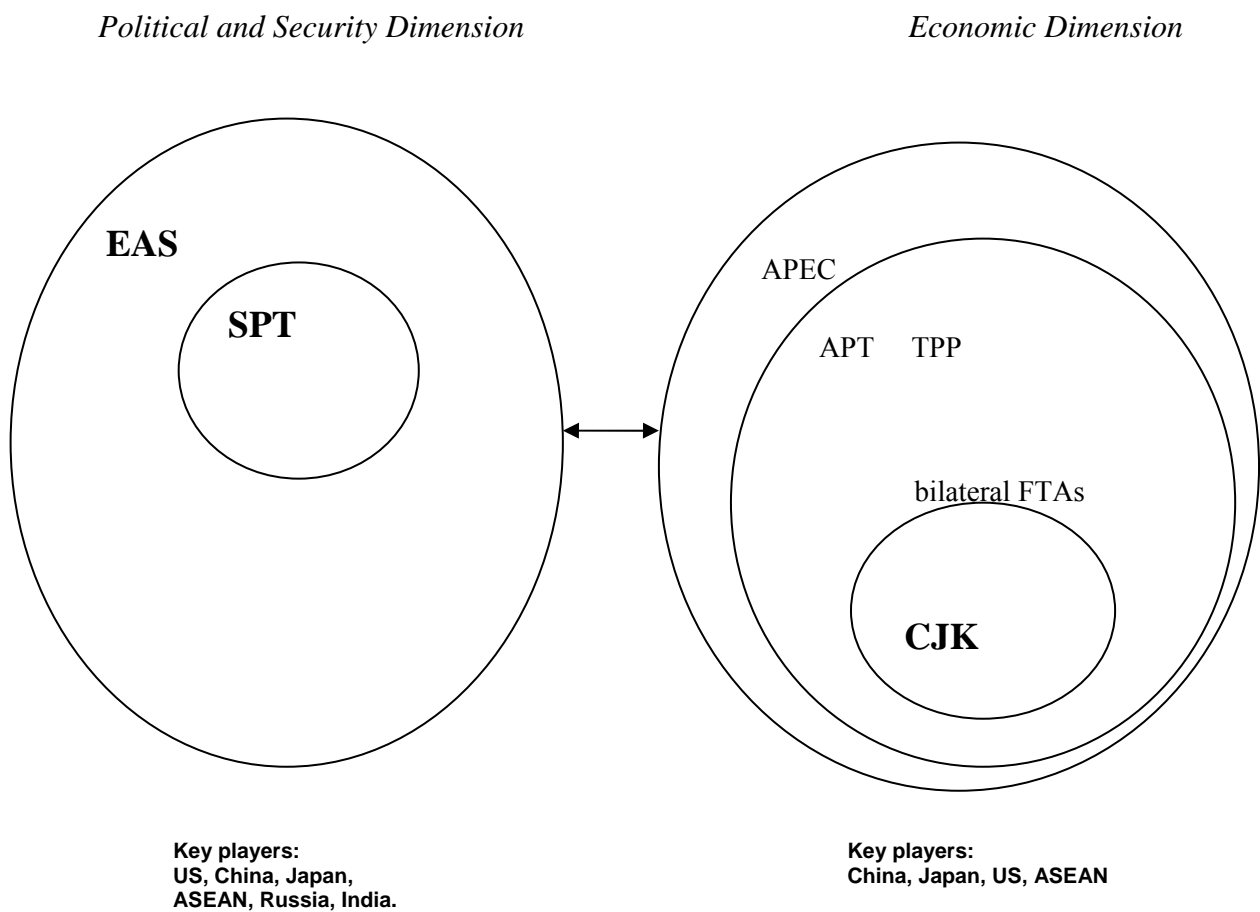 Political and Security Dimension
Economic Dimension
EAS
SPT
APEC
APT TPP
bilateral FTAs
CJK
Key players:
US, China, Japan,
ASEAN, Russia, India.
Key players:
China, Japan, US, ASEAN